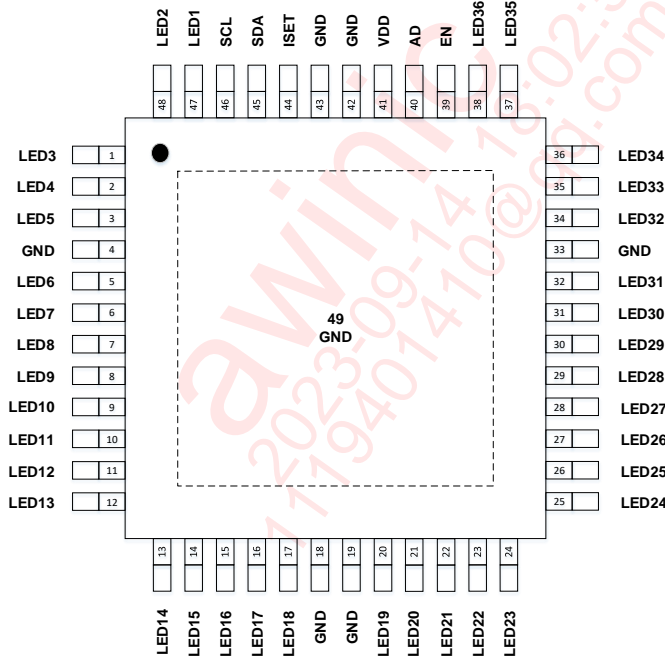 LED2 LED1 SCL SDA ISET GND GND VDD AD EN LED36 LED35
48 47 46 45 44 43 42 41 40 39 38 37
LED3 1 36 LED34
LED4 2 35 LED33
LED5 3 34 LED32
GND 4 33 GND
LED6 5 32 LED31
LED7 6 31 LED30
49
GND
LED8 7 30 LED29
LED9 8 29 LED28
LED10 9 28 LED27
LED11 10 27 LED26
LED12 11 26 LED25
LED13 12 25 LED24
13 14 15 16 17 18 19 20 21 22 23 24
LED14 LED15 LED16 LED17 LED18 GND GND LED19 LED20 LED21 LED22 LED23
awinic
2023-09-14 18:02:
1119401410@qq.com